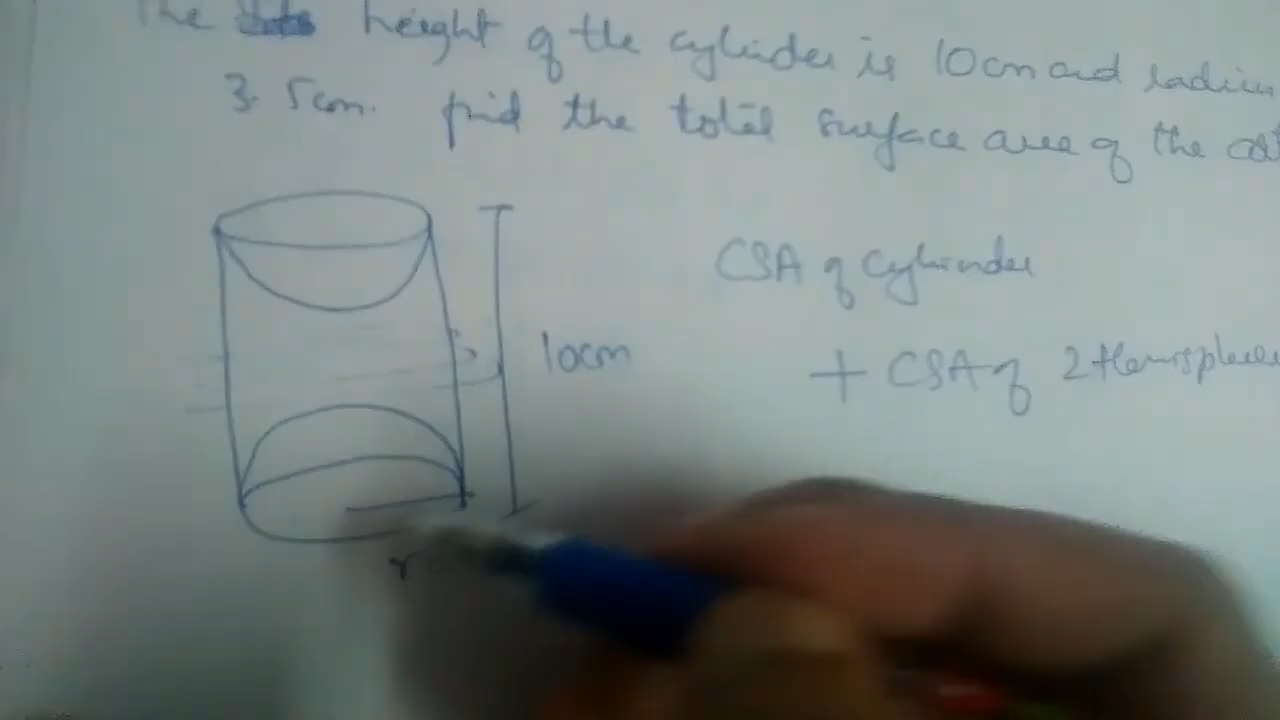 The height of the cylinder is 10cm and radius
3.5cm. find the total surface area of the
CSA of cylinder
+ CSA of 2 Hemisphere
10cm
r